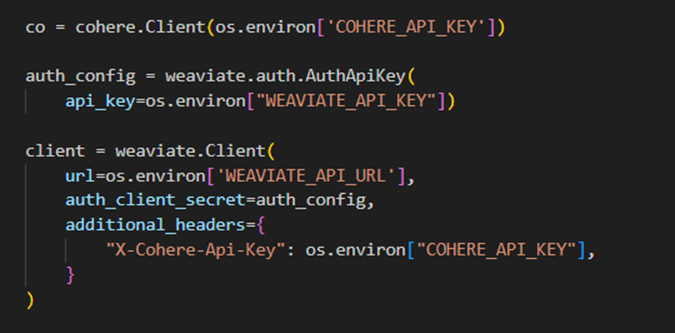 co = cohere.Client(os.environ['COHERE_API_KEY'])
auth_config = weaviate.auth.AuthApiKey(
    api_key=os.environ["WEAVIATE_API_KEY"])
client = weaviate.Client(
    url=os.environ['WEAVIATE_API_URL'],
    auth_client_secret=auth_config,
    additional_headers={
        "X-Cohere-Api-Key": os.environ["COHERE_API_KEY"],
    }
)